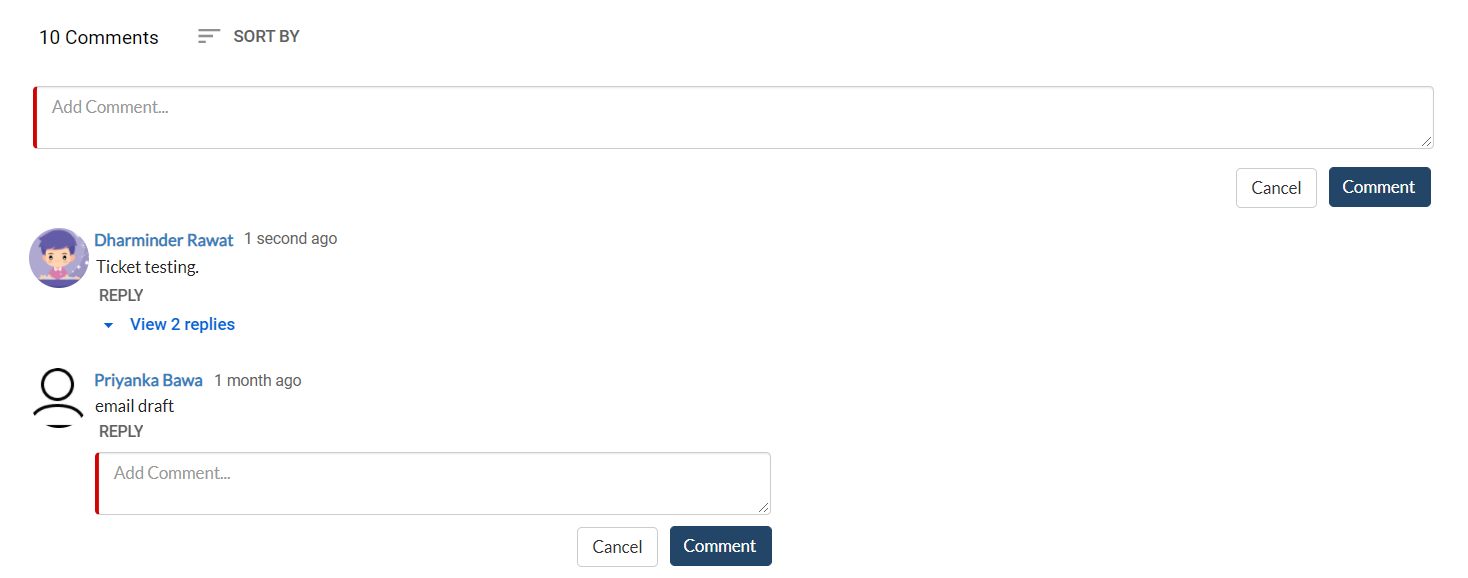 10 Comments SORT BY
Add Comment...
Cancel Comment
Dharminder Rawat 1 second ago
Ticket testing.
REPLY
View 2 replies
Priyanka Bawa 1 month ago
email draft
REPLY
Add Comment...
Cancel Comment